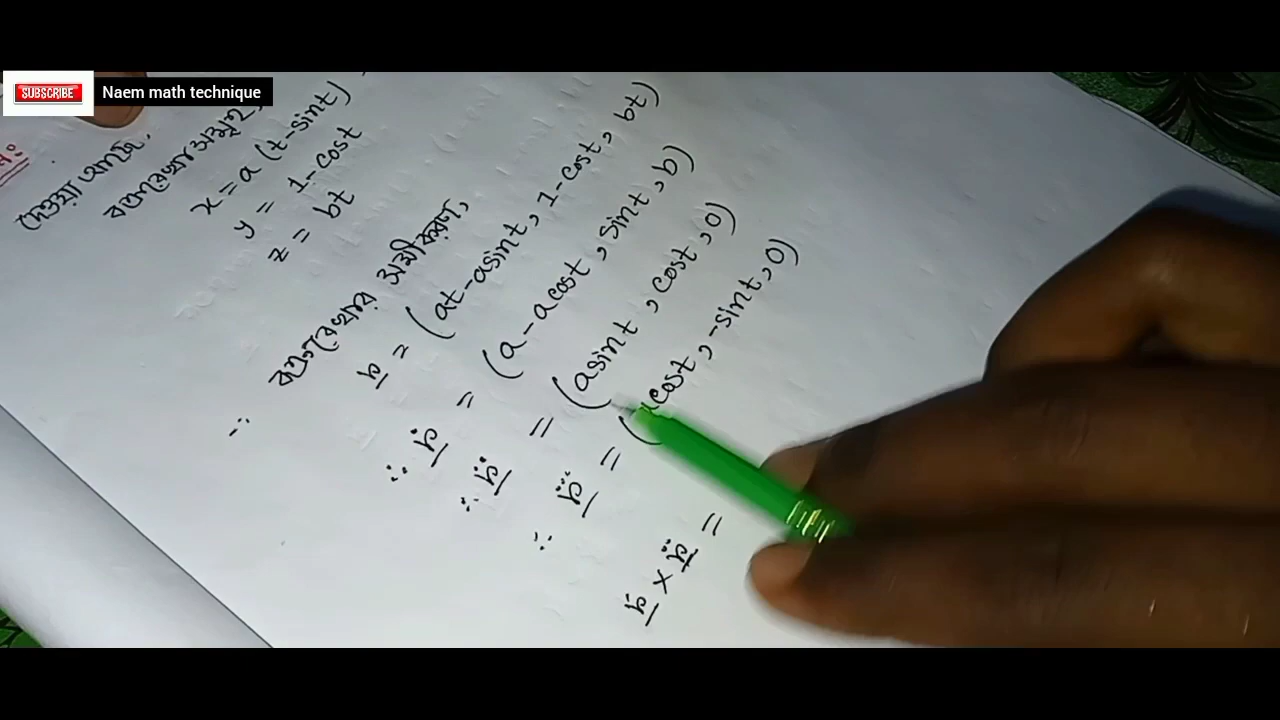 SUBSCRIBE
Naem math technique
দেওয়া আছে,
বক্ররেখার সমূহ,
x = a (t-sint)
y = 1-cost
z = bt
∴ বক্ররেখার সমীকরণ,
r = (at-asint, 1-cost, bt)
∴ ṙ = (a-acost, sint, b)
∴ r̈ = (asint, cost, 0)
∴ r⃛ = (acost, -sint, 0)
ṙ × r̈ =